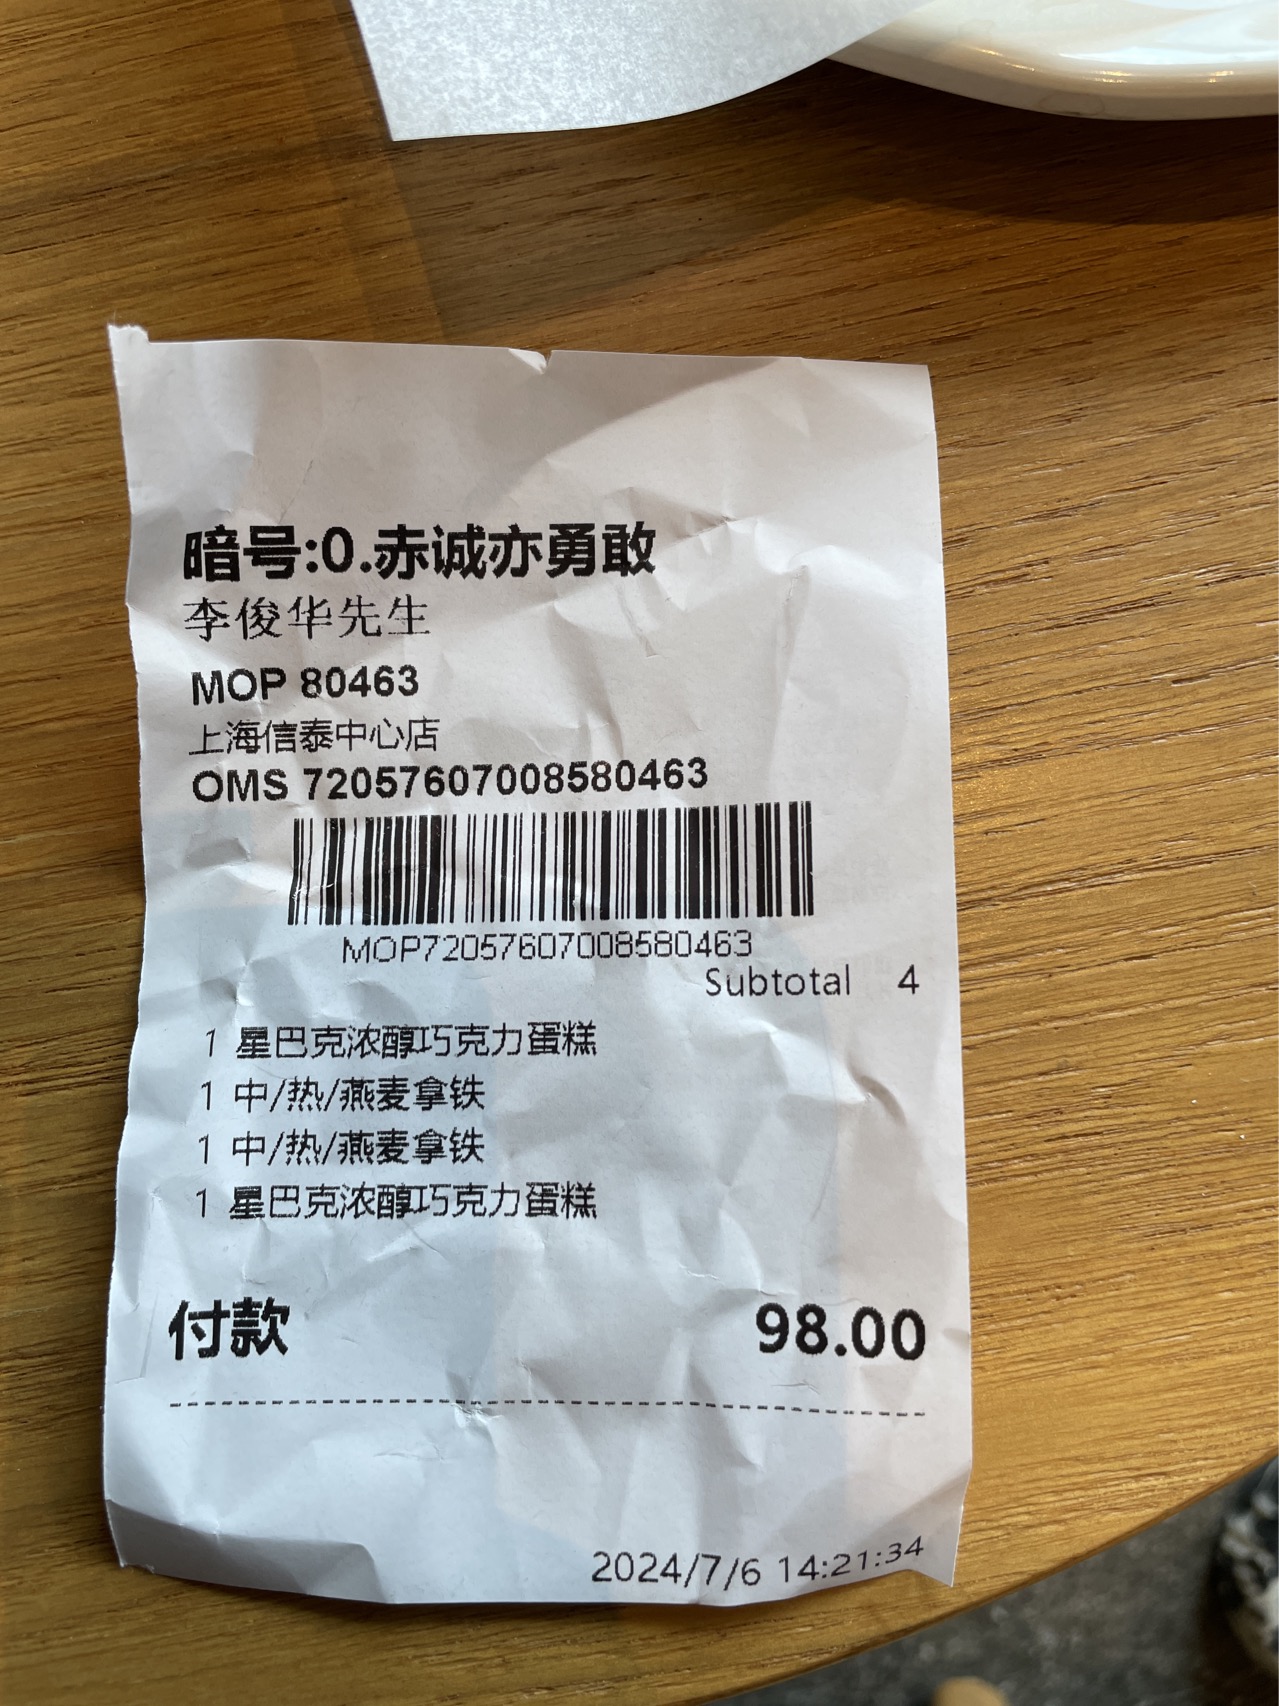 暗号:0.赤诚亦勇敢
李俊华先生
MOP 80463
上海信泰中心店
OMS 72057607008580463
MOP72057607008580463
Subtotal 4
1 星巴克浓醇巧克力蛋糕
1 中/热/燕麦拿铁
1 中/热/燕麦拿铁
1 星巴克浓醇巧克力蛋糕
付款 98.00
2024/7/6 14:21:34